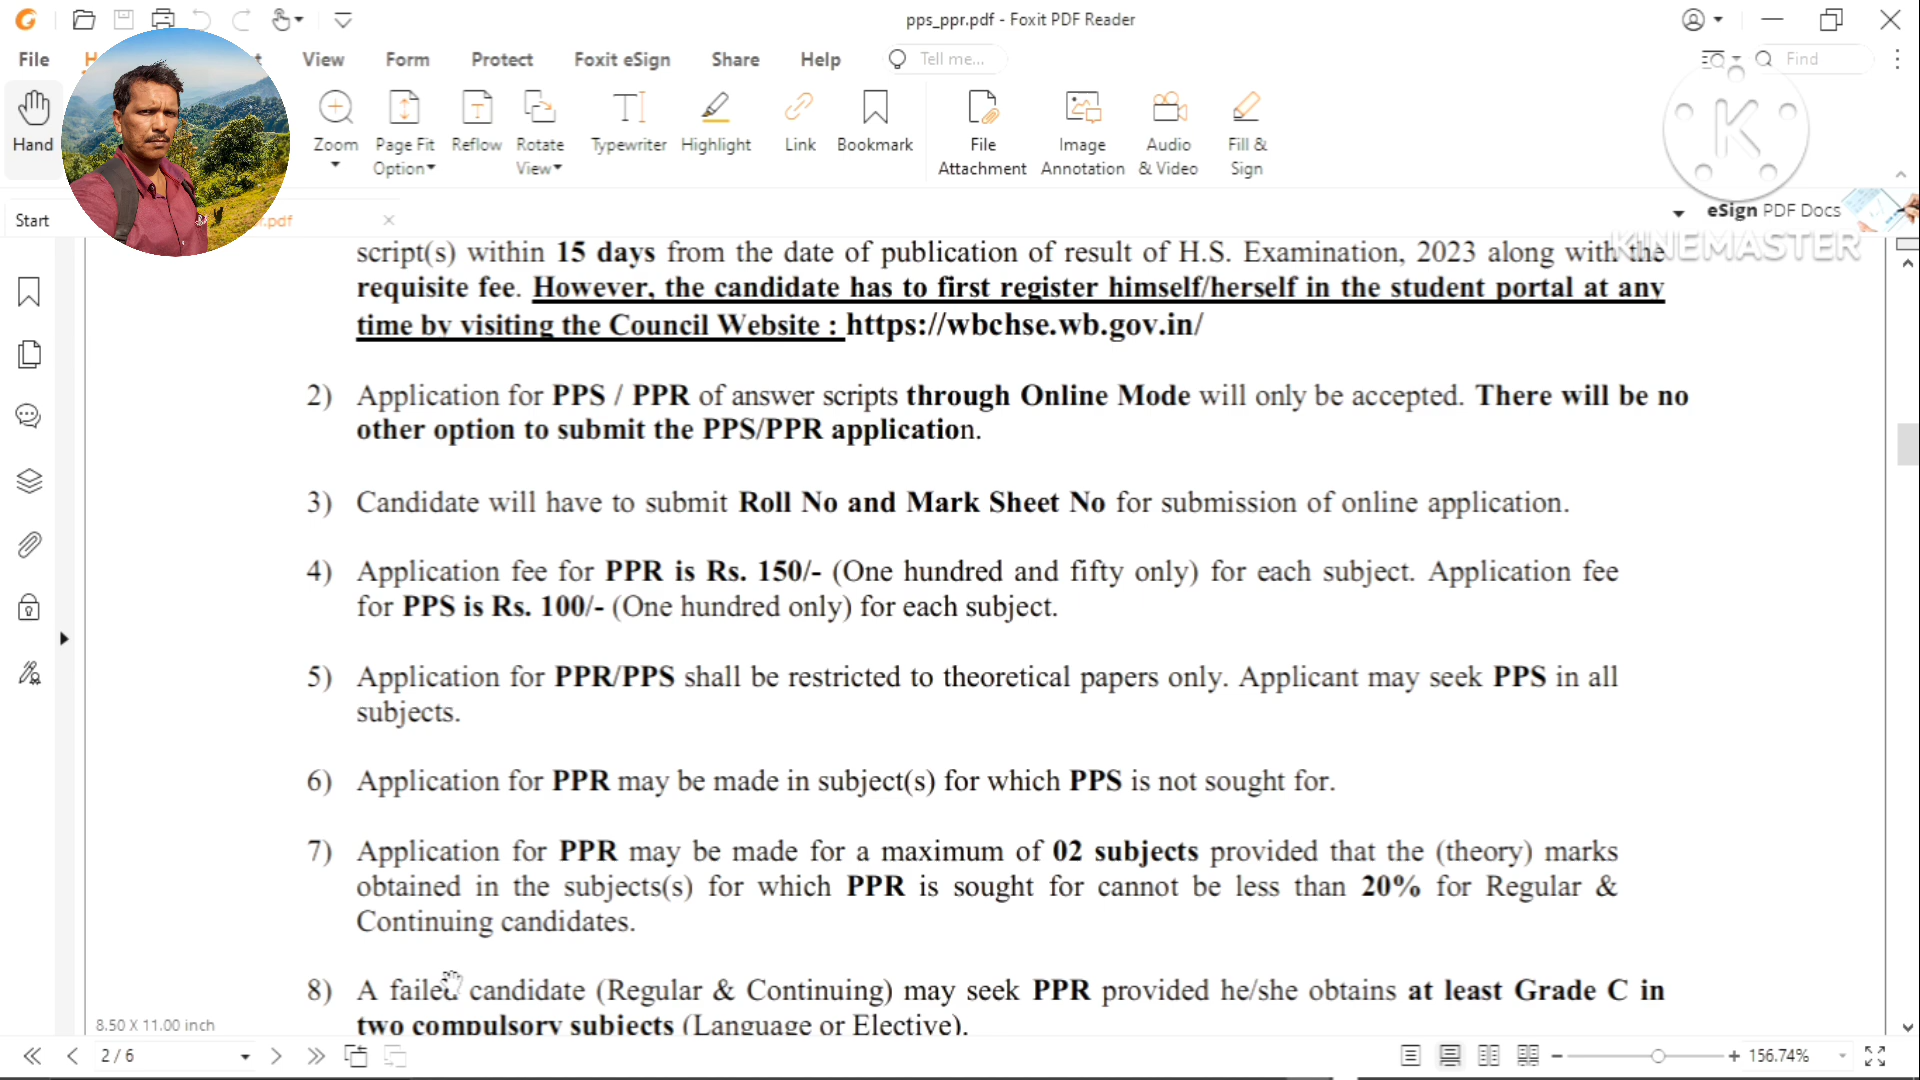 pps_ppr.pdf - Foxit PDF Reader
File
View
Form
Protect
Foxit eSign
Share
Help
Tell me...
Find
Hand
Zoom
Page Fit
Option
Reflow
Rotate
View
Typewriter
Highlight
Link
Bookmark
File
Attachment
Image
Annotation
Audio
& Video
Fill &
Sign
K
Start
.pdf
eSign PDF Docs
KINEMASTER
script(s) within 15 days from the date of publication of result of H.S. Examination, 2023 along with the
requisite fee. However, the candidate has to first register himself/herself in the student portal at any
time by visiting the Council Website : https://wbchse.wb.gov.in/
2) Application for PPS / PPR of answer scripts through Online Mode will only be accepted. There will be no
other option to submit the PPS/PPR application.
3) Candidate will have to submit Roll No and Mark Sheet No for submission of online application.
4) Application fee for PPR is Rs. 150/- (One hundred and fifty only) for each subject. Application fee
for PPS is Rs. 100/- (One hundred only) for each subject.
5) Application for PPR/PPS shall be restricted to theoretical papers only. Applicant may seek PPS in all
subjects.
6) Application for PPR may be made in subject(s) for which PPS is not sought for.
7) Application for PPR may be made for a maximum of 02 subjects provided that the (theory) marks
obtained in the subjects(s) for which PPR is sought for cannot be less than 20% for Regular &
Continuing candidates.
8) A failed candidate (Regular & Continuing) may seek PPR provided he/she obtains at least Grade C in
two compulsory subjects (Language or Elective).
8.50 X 11.00 inch
2 / 6
156.74%